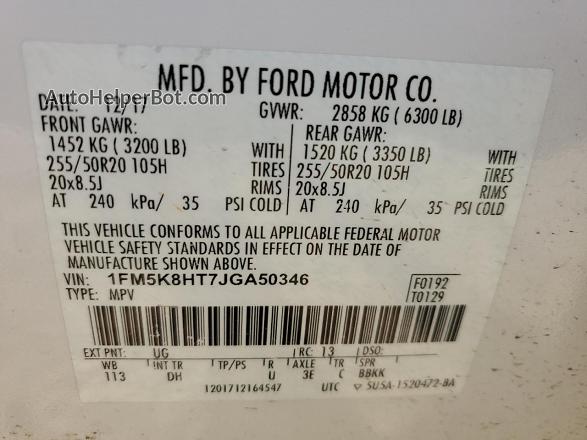 MFD. BY FORD MOTOR CO.
AutoHelperBot.com
DATE: 12/17 GVWR: 2858 KG ( 6300 LB)
FRONT GAWR: REAR GAWR:
1452 KG ( 3200 LB) WITH 1520 KG ( 3350 LB) WITH
255/50R20 105H TIRES 255/50R20 105H TIRES
20x8.5J RIMS 20x8.5J RIMS
AT 240 kPa/ 35 PSI COLD AT 240 kPa/ 35 PSI COLD
THIS VEHICLE CONFORMS TO ALL APPLICABLE FEDERAL MOTOR
VEHICLE SAFETY STANDARDS IN EFFECT ON THE DATE OF
MANUFACTURE SHOWN ABOVE.
VIN: 1FM5K8HT7JGA50346 F0192
TYPE: MPV T0129
EXT PNT: UG RC: 13 DSO:
WB INT TR TP/PS R AXLE TR SPR
113 DH U 3E C BBKK
1201712164547 UTC ▽ SU5A-1520472-BA